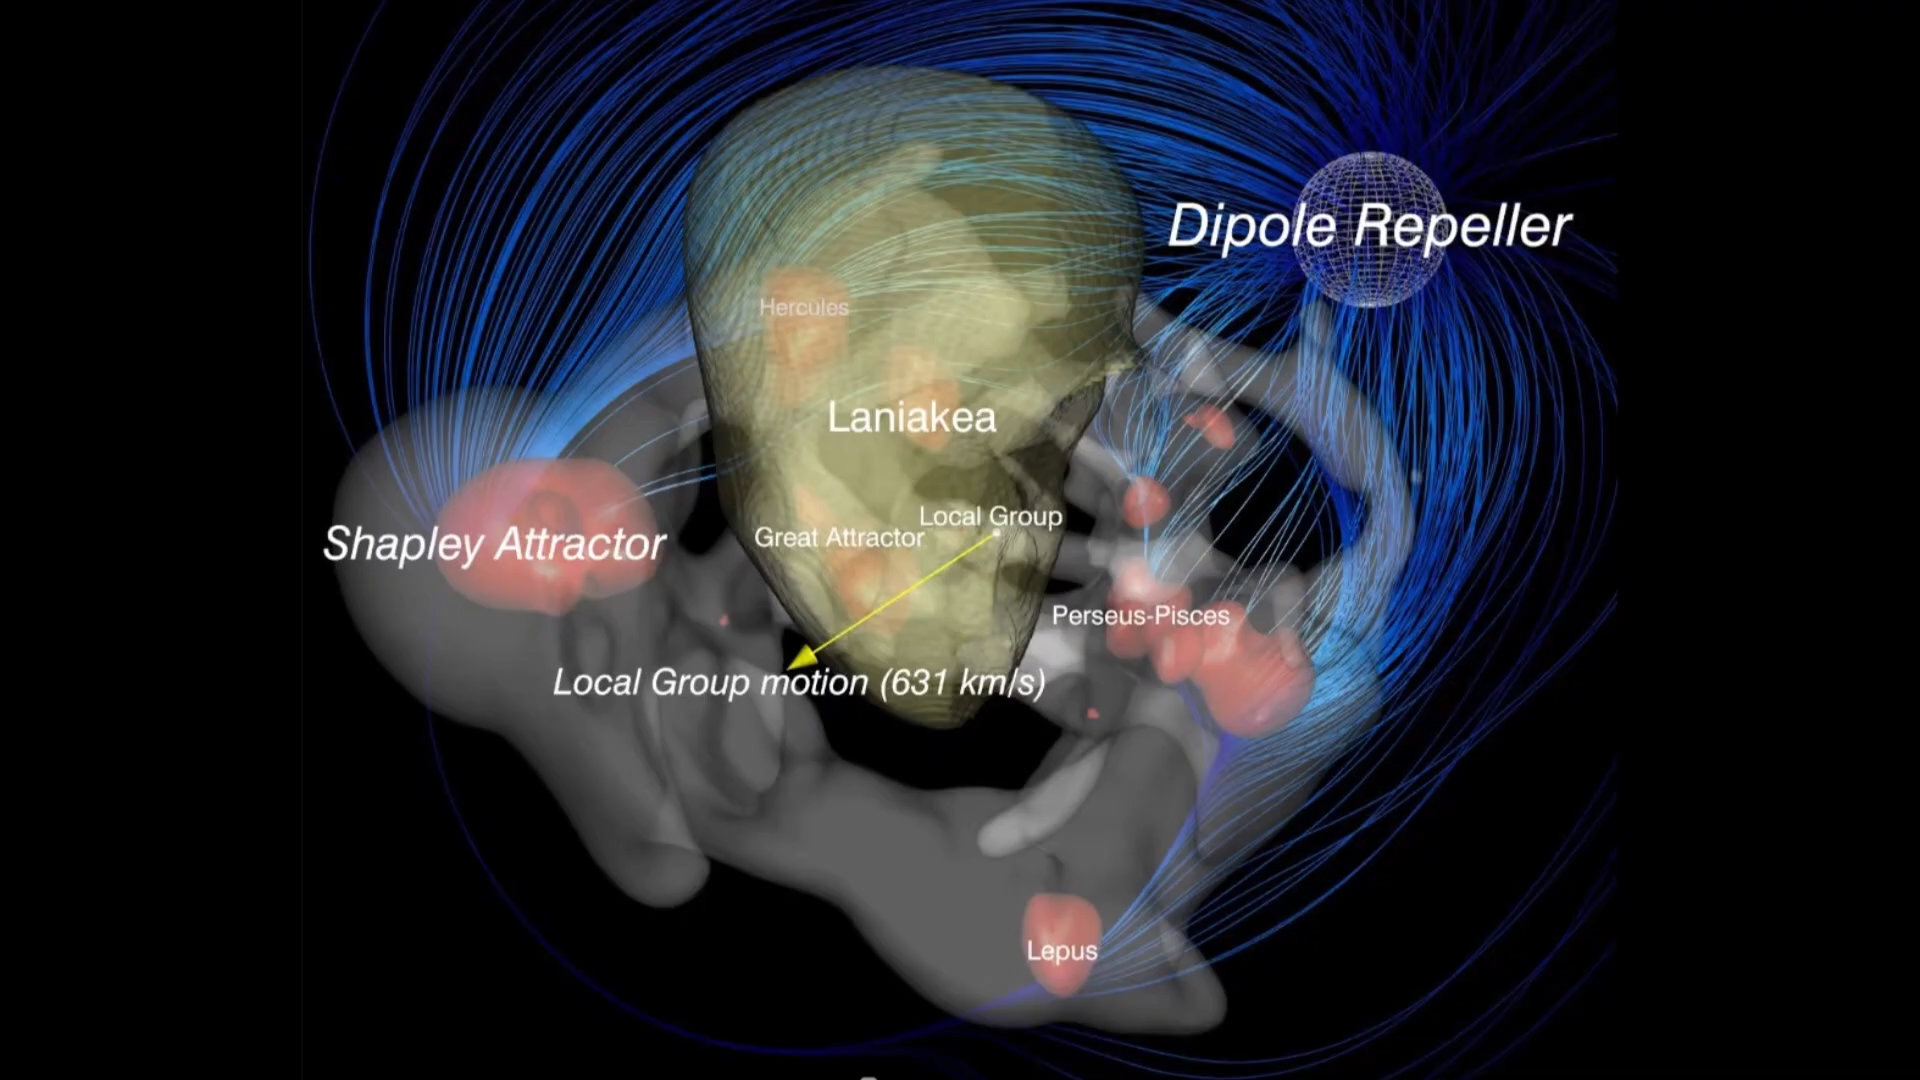 Dipole Repeller
Hercules
Laniakea
Local Group
Great Attractor
Shapley Attractor
Perseus-Pisces
Local Group motion (631 km/s)
Lepus